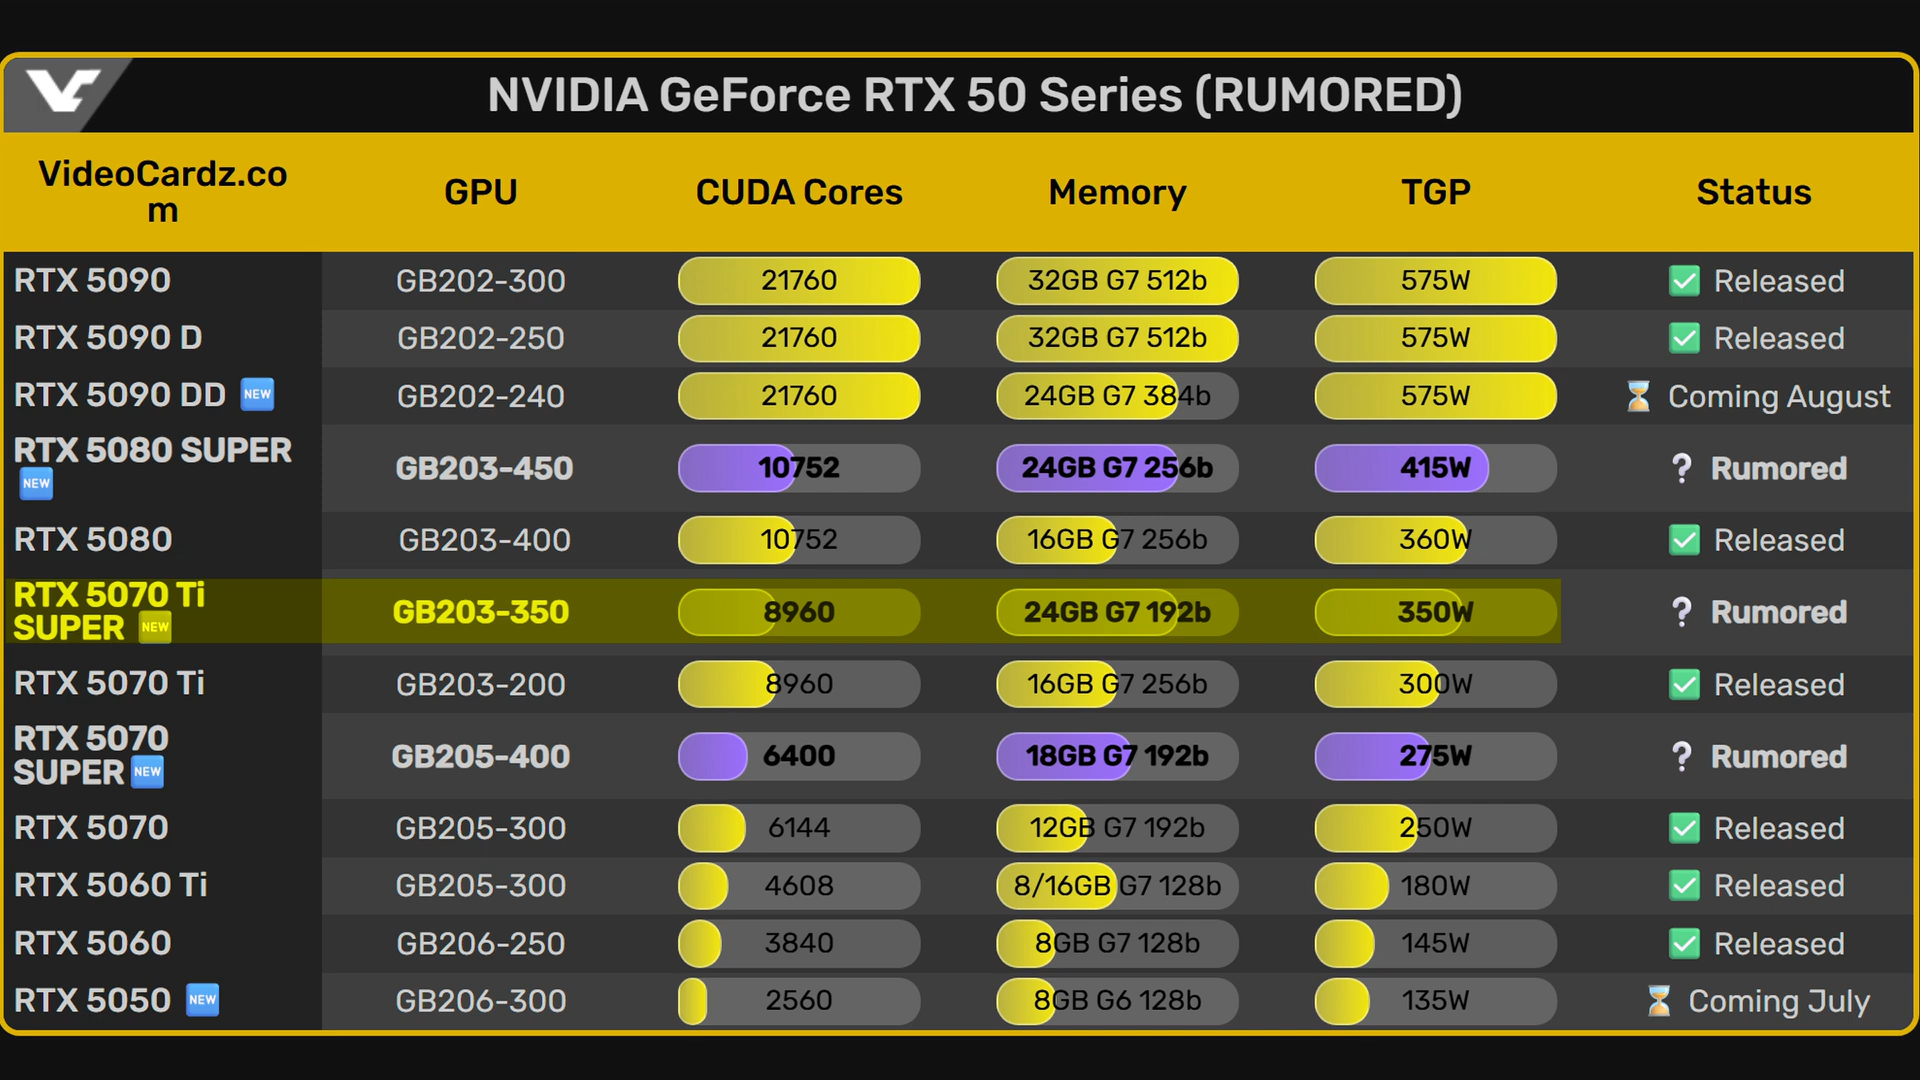 NVIDIA GeForce RTX 50 Series (RUMORED)
VideoCardz.co
m
GPU CUDA Cores Memory TGP Status
RTX 5090 GB202-300 21760 32GB G7 512b 575W Released
RTX 5090 D GB202-250 21760 32GB G7 512b 575W Released
RTX 5090 DD NEW GB202-240 21760 24GB G7 384b 575W Coming August
RTX 5080 SUPER
NEW
GB203-450 10752 24GB G7 256b 415W ? Rumored
RTX 5080 GB203-400 10752 16GB G7 256b 360W Released
RTX 5070 Ti
SUPER NEW
GB203-350 8960 24GB G7 192b 350W ? Rumored
RTX 5070 Ti GB203-200 8960 16GB G7 256b 300W Released
RTX 5070
SUPER NEW
GB205-400 6400 18GB G7 192b 275W ? Rumored
RTX 5070 GB205-300 6144 12GB G7 192b 250W Released
RTX 5060 Ti GB205-300 4608 8/16GB G7 128b 180W Released
RTX 5060 GB206-250 3840 8GB G7 128b 145W Released
RTX 5050 NEW GB206-300 2560 8GB G6 128b 135W Coming July